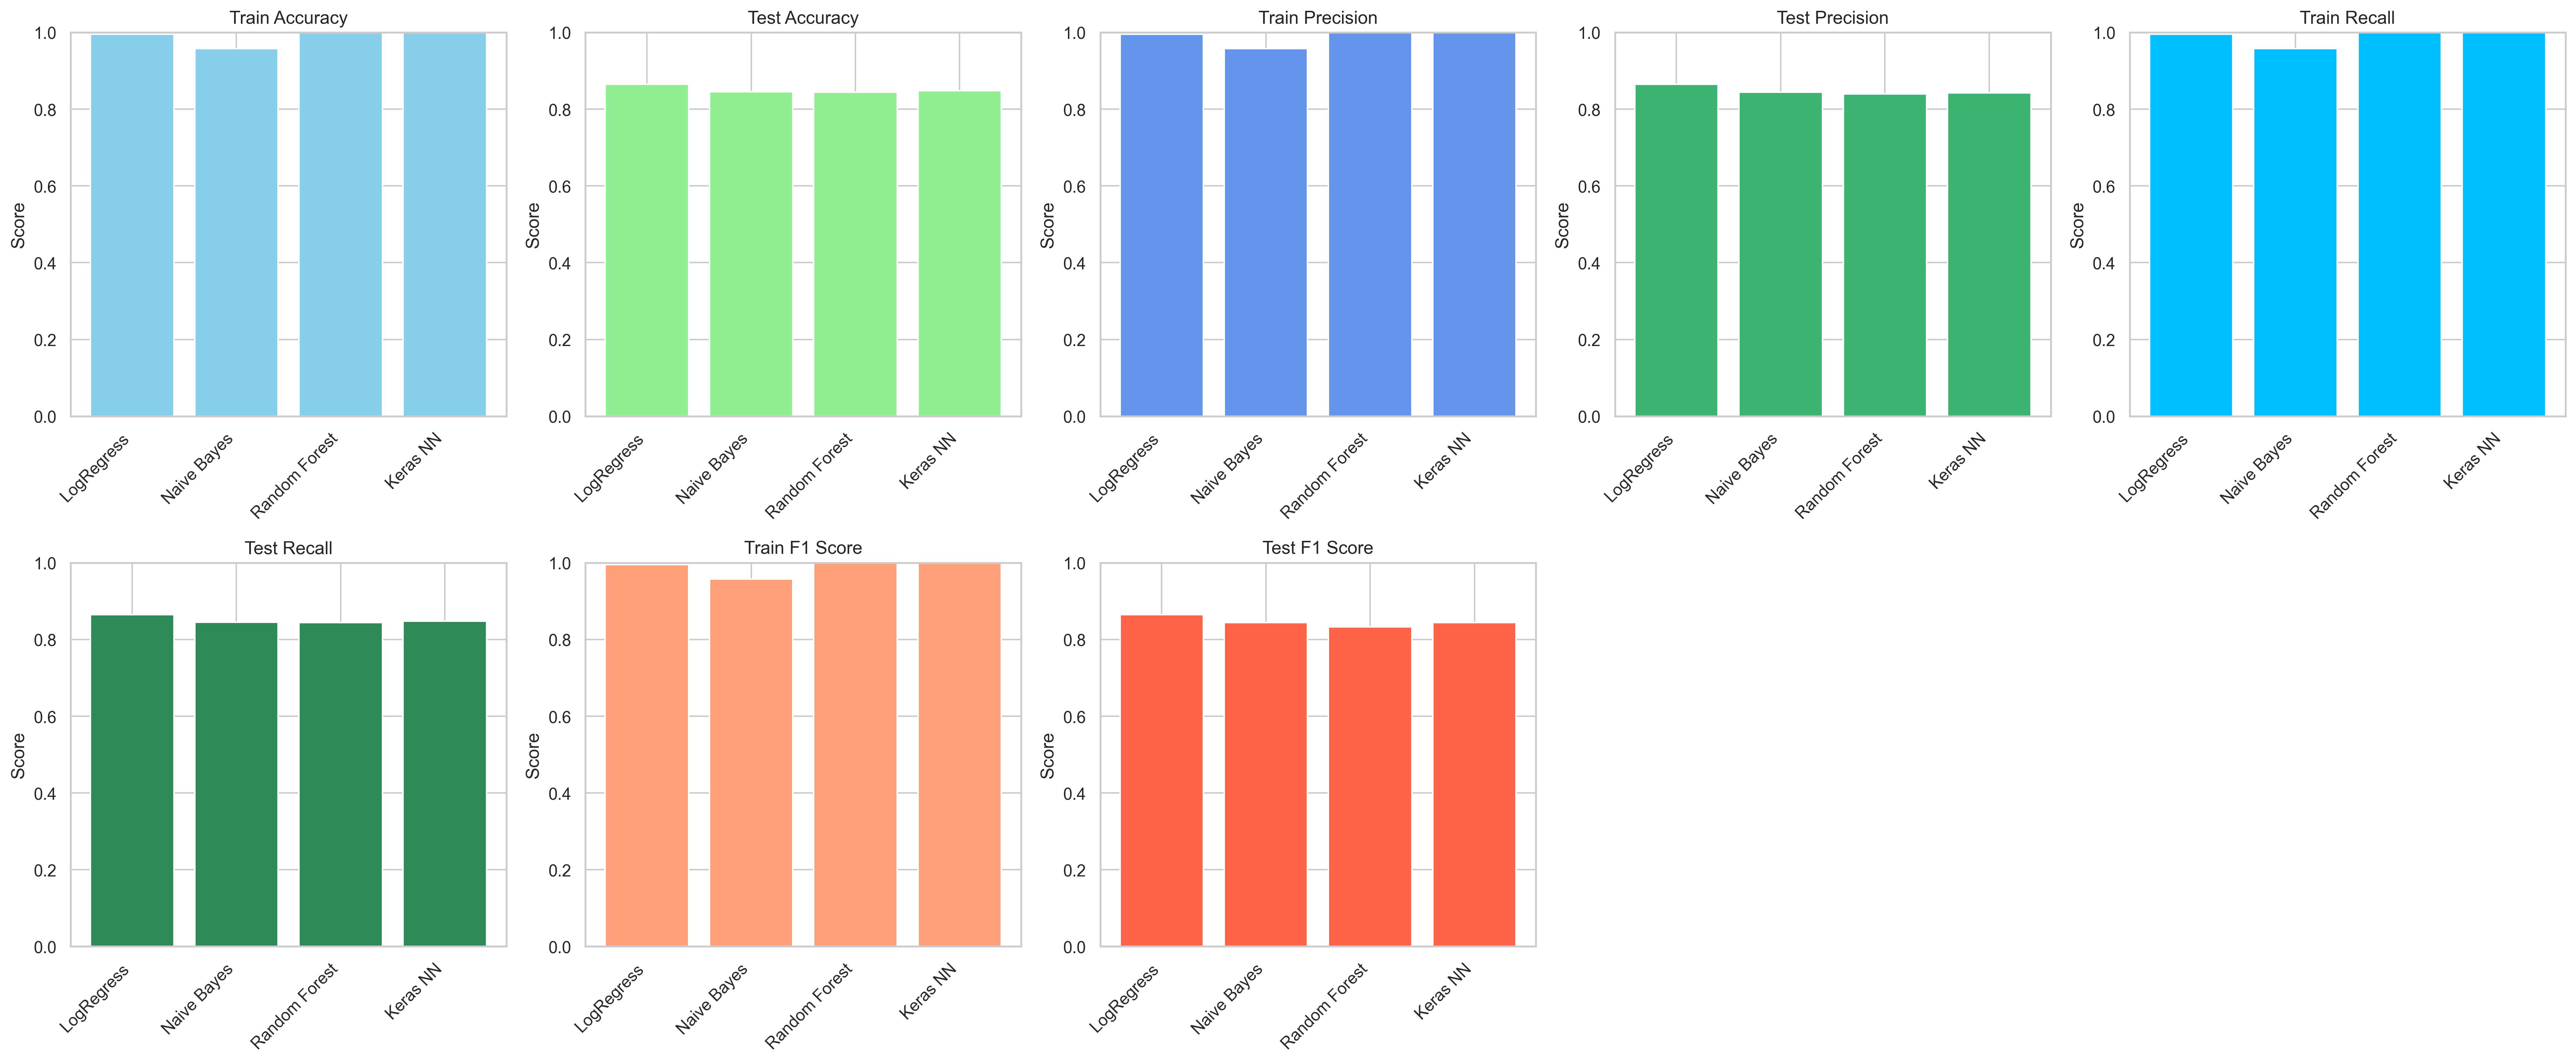 Train Accuracy
Score
1.0
0.8
0.6
0.4
0.2
0.0
LogRegress
Naive Bayes
Random Forest
Keras NN
Test Accuracy
Score
1.0
0.8
0.6
0.4
0.2
0.0
LogRegress
Naive Bayes
Random Forest
Keras NN
Train Precision
Score
1.0
0.8
0.6
0.4
0.2
0.0
LogRegress
Naive Bayes
Random Forest
Keras NN
Test Precision
Score
1.0
0.8
0.6
0.4
0.2
0.0
LogRegress
Naive Bayes
Random Forest
Keras NN
Train Recall
Score
1.0
0.8
0.6
0.4
0.2
0.0
LogRegress
Naive Bayes
Random Forest
Keras NN
Test Recall
Score
1.0
0.8
0.6
0.4
0.2
0.0
LogRegress
Naive Bayes
Random Forest
Keras NN
Train F1 Score
Score
1.0
0.8
0.6
0.4
0.2
0.0
LogRegress
Naive Bayes
Random Forest
Keras NN
Test F1 Score
Score
1.0
0.8
0.6
0.4
0.2
0.0
LogRegress
Naive Bayes
Random Forest
Keras NN